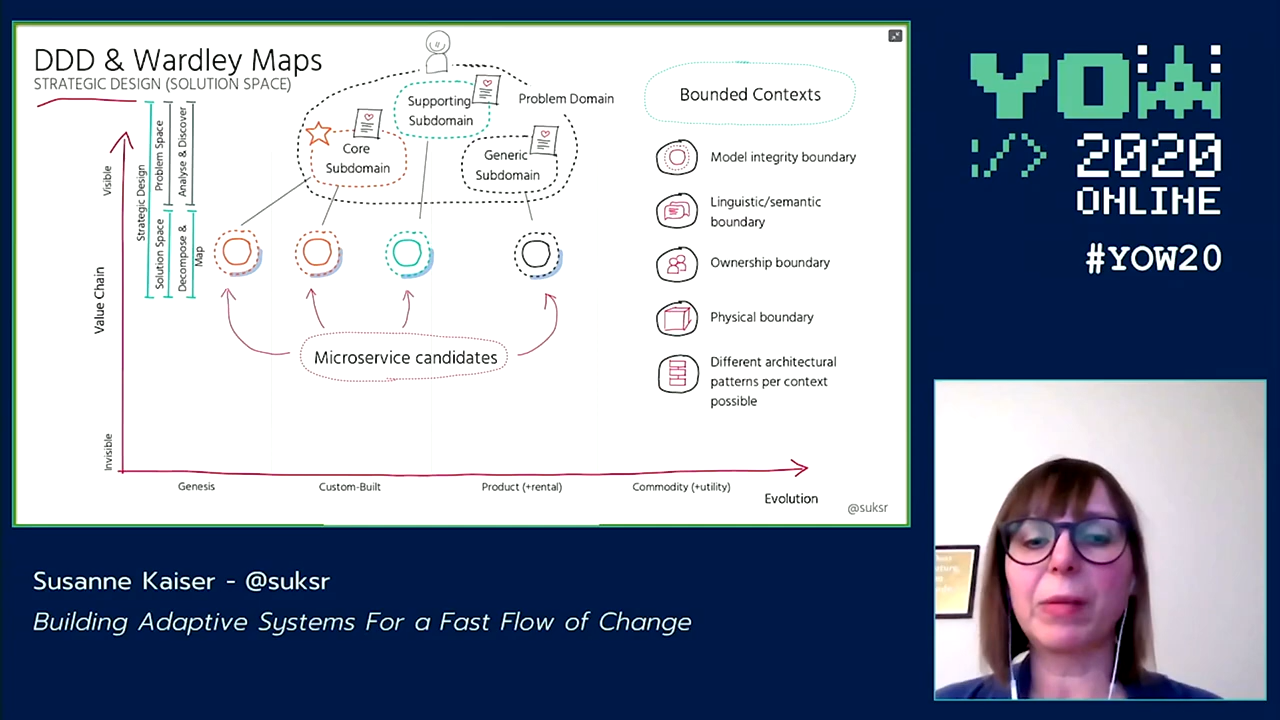 DDD & Wardley Maps
STRATEGIC DESIGN (SOLUTION SPACE)
Supporting
Subdomain
Problem Domain
Core
Subdomain
Generic
Subdomain
Strategic Design
Problem Space
Analyse & Discover
Solution Space
Decompose &
Map
Visible
Value Chain
Invisible
Microservice candidates
Genesis
Custom-Built
Product (+rental)
Commodity (+utility)
Evolution
Bounded Contexts
Model integrity boundary
Linguistic/semantic
boundary
Ownership boundary
Physical boundary
Different architectural
patterns per context
possible
@suksr
YOW
:/> 2020
ONLINE
#YOW20
Susanne Kaiser - @suksr
Building Adaptive Systems For a Fast Flow of Change